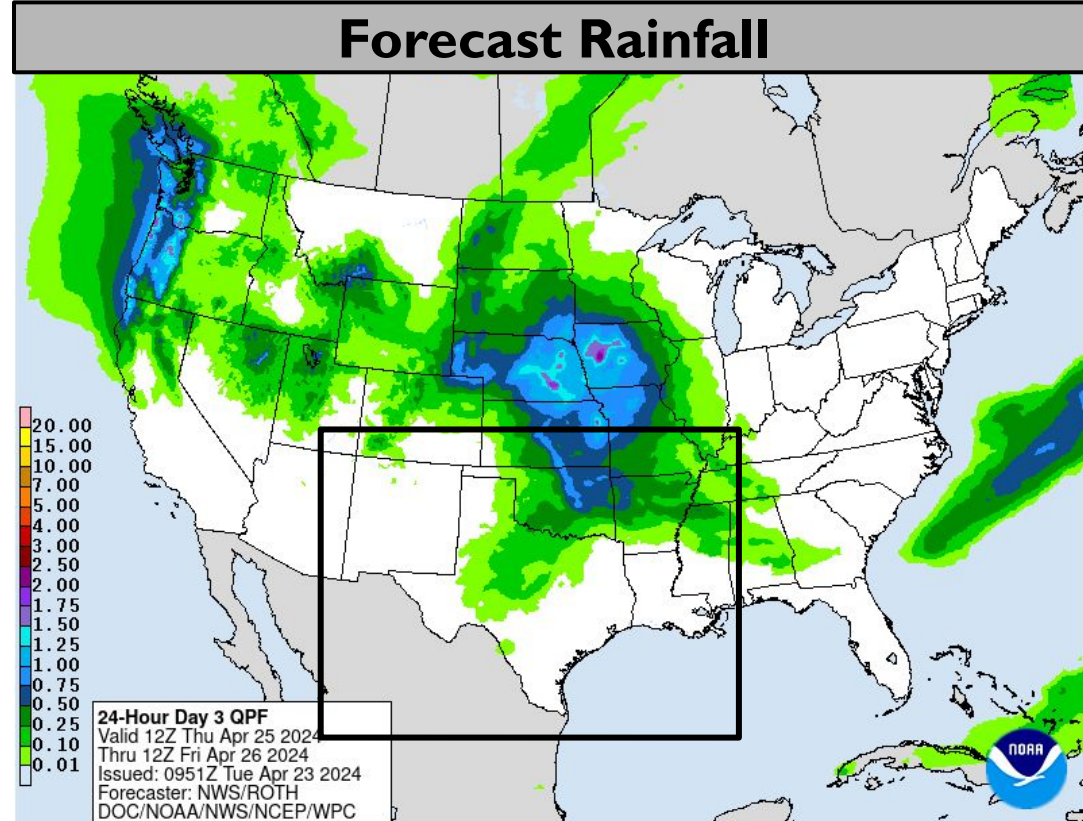 Forecast Rainfall
20.00
15.00
10.00
7.00
5.00
4.00
3.00
2.50
2.00
1.75
1.50
1.25
1.00
0.75
0.50
0.25
0.10
0.01
24-Hour Day 3 QPF
Valid 12Z Thu Apr 25 2024
Thru 12Z Fri Apr 26 2024
Issued: 0951Z Tue Apr 23 2024
Forecaster: NWS/ROTH
DOC/NOAA/NWS/NCEP/WPC
NOAA